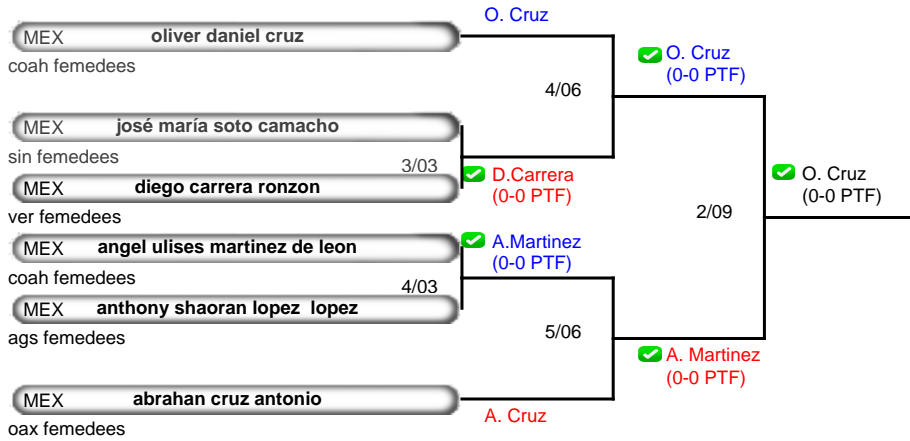 O. Cruz
MEX oliver daniel cruz
coah femedees
O. Cruz
(0-0 PTF)
4/06
MEX josé maría soto camacho
sin femedees
3/03
D.Carrera
(0-0 PTF)
MEX diego carrera ronzon
ver femedees
O. Cruz
(0-0 PTF)
2/09
MEX angel ulises martinez de leon
coah femedees
A.Martinez
(0-0 PTF)
4/03
MEX anthony shaoran lopez lopez
ags femedees
5/06
A. Martinez
(0-0 PTF)
MEX abrahan cruz antonio
oax femedees
A. Cruz